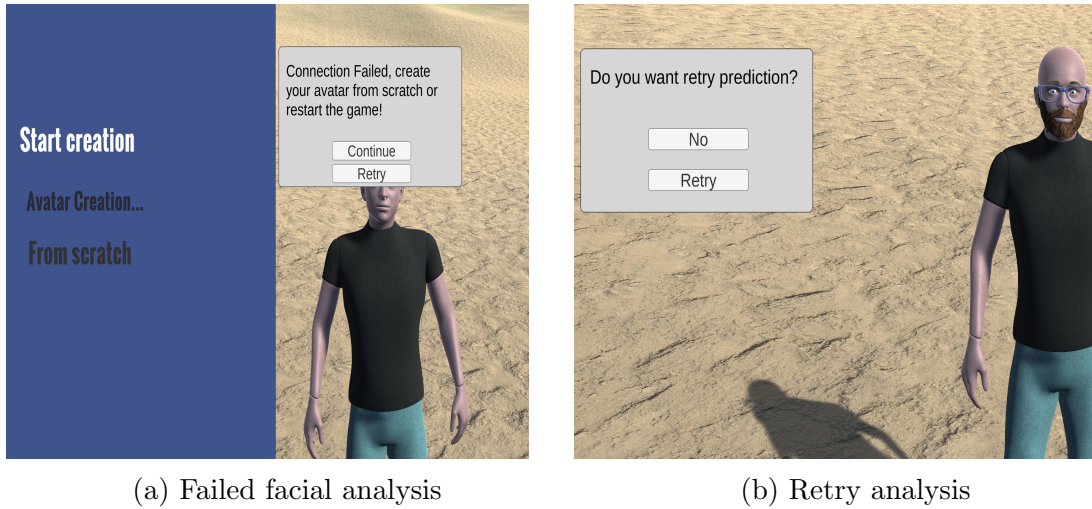 Start creation
Avatar Creation...
From scratch
Connection Failed, create
your avatar from scratch or
restart the game!
Continue
Retry
(a) Failed facial analysis
Do you want retry prediction?
No
Retry
(b) Retry analysis